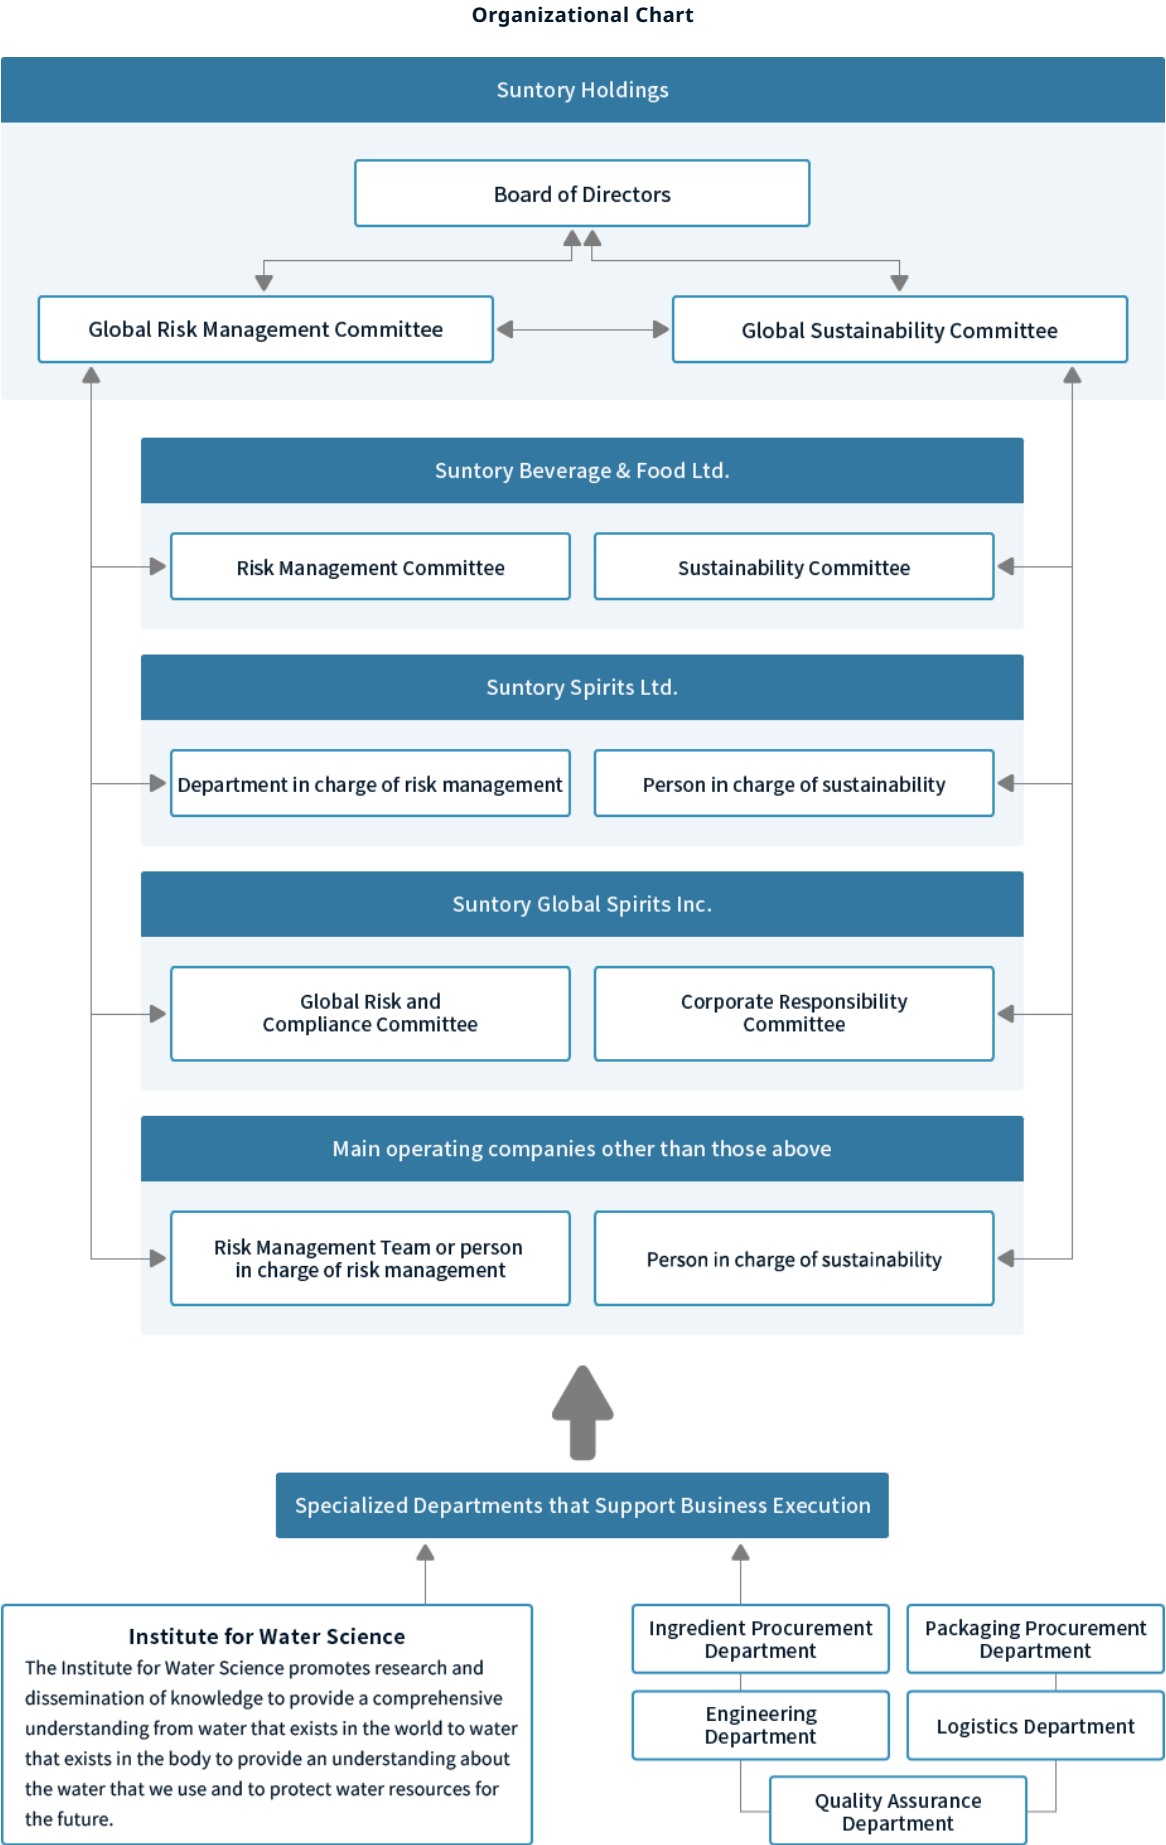 Organizational Chart
Suntory Holdings
Board of Directors
Global Risk Management Committee
Global Sustainability Committee
Suntory Beverage & Food Ltd.
Risk Management Committee
Sustainability Committee
Suntory Spirits Ltd.
Department in charge of risk management
Person in charge of sustainability
Suntory Global Spirits Inc.
Global Risk and
Compliance Committee
Corporate Responsibility
Committee
Main operating companies other than those above
Risk Management Team or person
in charge of risk management
Person in charge of sustainability
Specialized Departments that Support Business Execution
Institute for Water Science
The Institute for Water Science promotes research and
dissemination of knowledge to provide a comprehensive
understanding from water that exists in the world to water
that exists in the body to provide an understanding about
the water that we use and to protect water resources for
the future.
Ingredient Procurement
Department
Packaging Procurement
Department
Engineering
Department
Logistics Department
Quality Assurance
Department